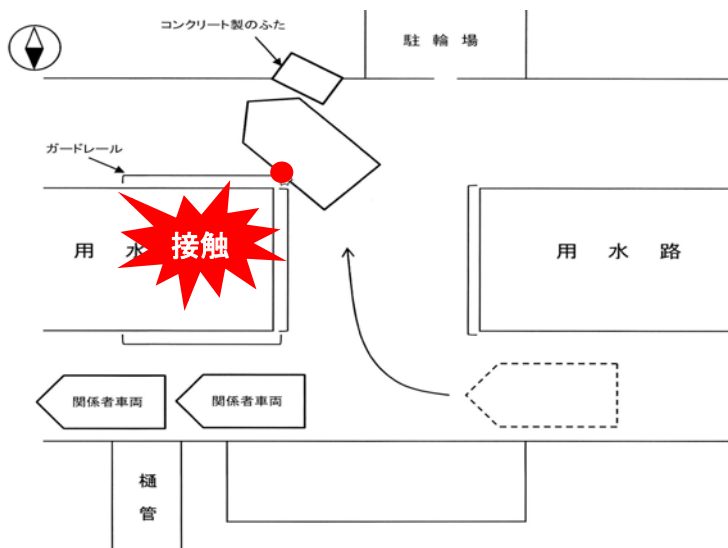 コンクリート製のふた
駐輪場
ガードレール
用水
接触
用水路
関係者車両
関係者車両
樋管